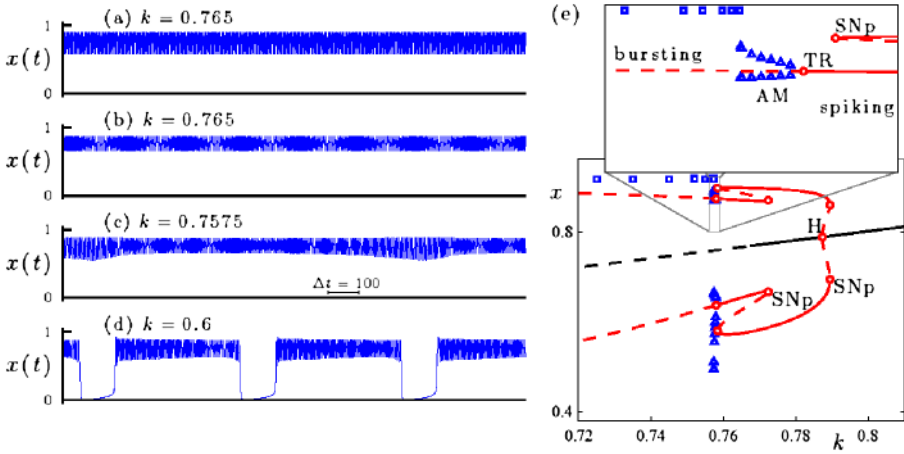 (a) k = 0.765
1
x(t)
0
(b) k = 0.765
1
x(t)
0
(c) k = 0.7575
1
x(t)
Δt = 100
0
(d) k = 0.6
1
x(t)
0
(e)
SNp
bursting
TR
AM
spiking
x
H
0.8
SNp
SNp
0.4
0.72
0.74
0.76
0.78
k
0.8